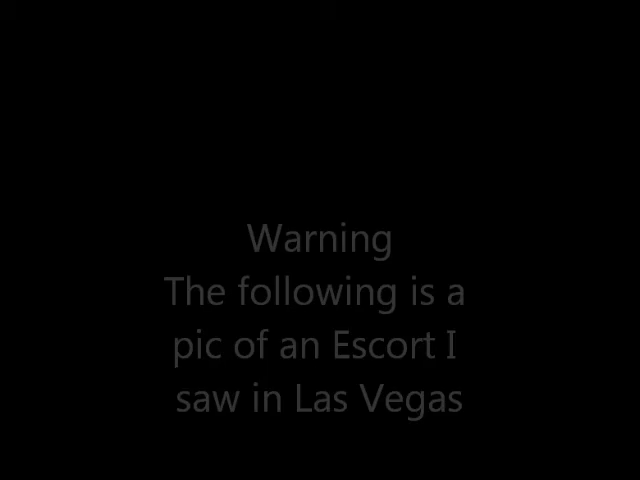 Warning
The following is a
pic of an Escort I
saw in Las Vegas